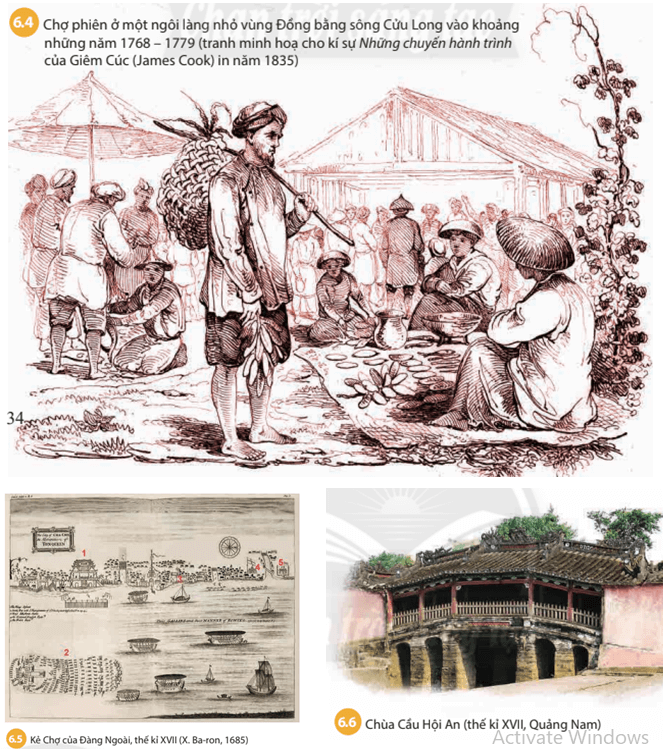 6.4 Chợ phiên ở một ngôi làng nhỏ vùng Đồng bằng sông Cửu Long vào khoảng
những năm 1768 – 1779 (tranh minh hoạ cho kí sự Những chuyến hành trình
của Giêm Cúc (James Cook) in năm 1835)
34
1
4
5
3
2
6.5 Kẻ Chợ của Đàng Ngoài, thế kỉ XVII (X. Ba-ron, 1685)
6.6 Chùa Cầu Hội An (thế kỉ XVII, Quảng Nam)
Activate Windows